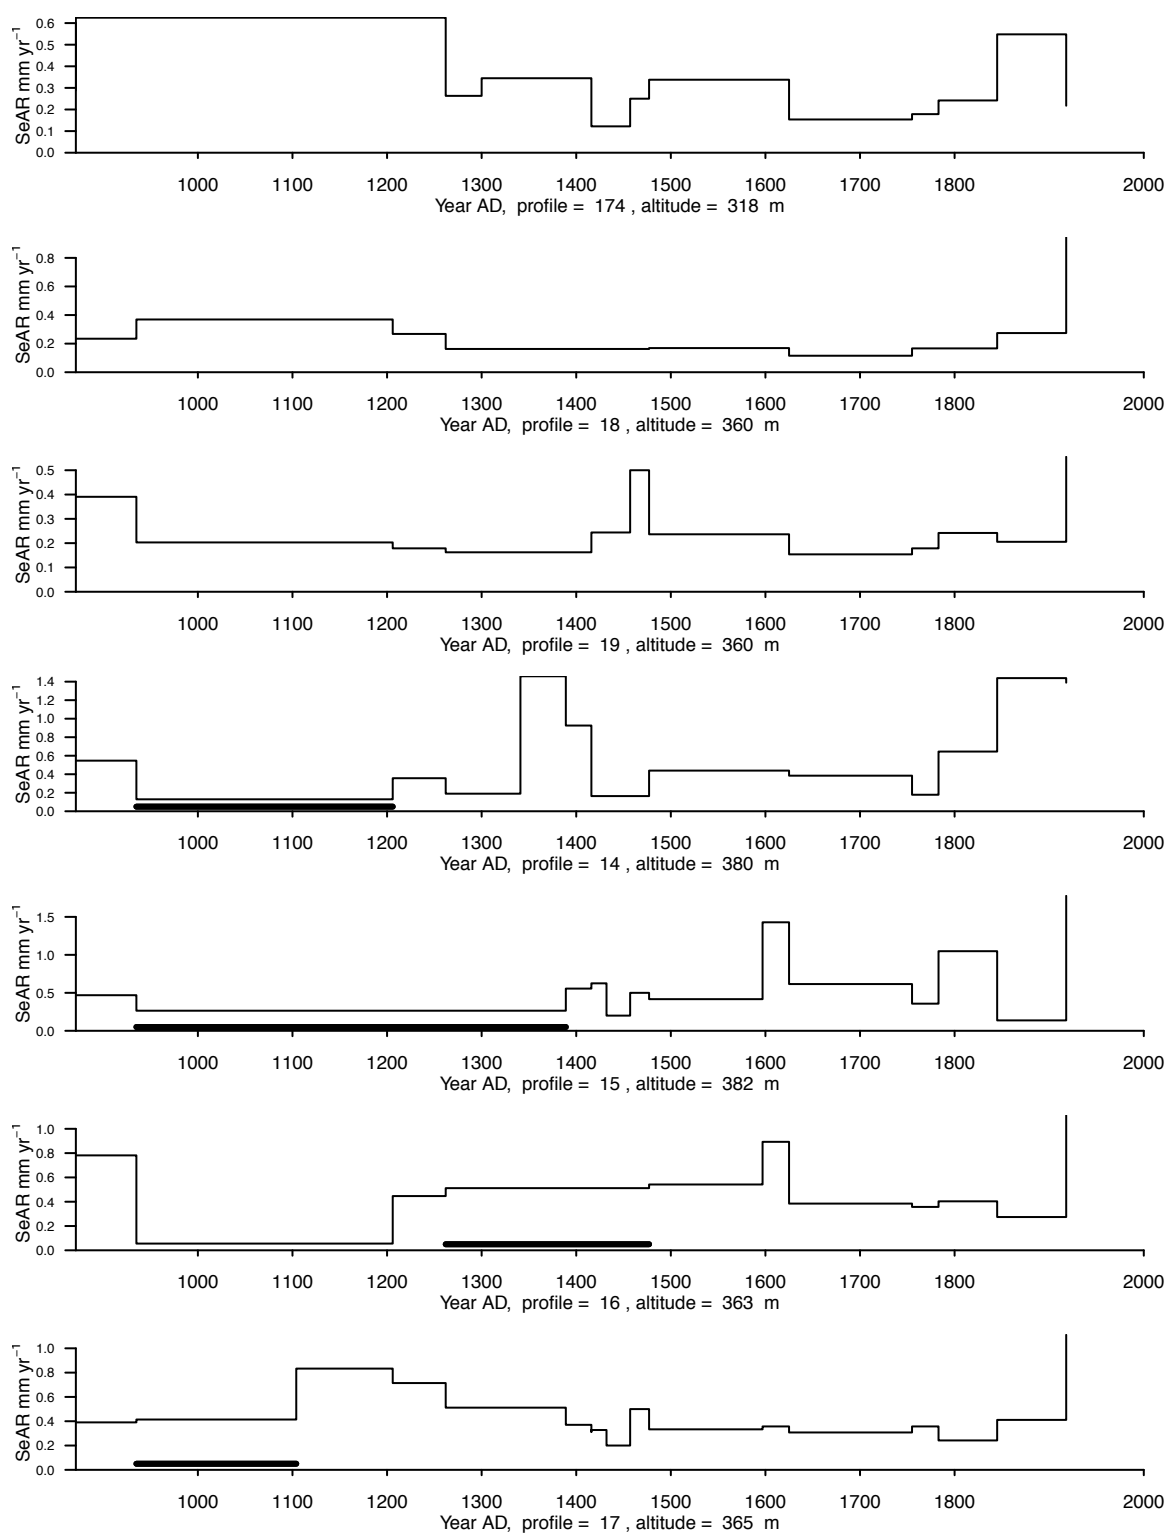 SeAR mm yr⁻¹
0.6
0.5
0.4
0.3
0.2
0.1
0.0
1000 1100 1200 1300 1400 1500 1600 1700 1800 2000
Year AD, profile = 174 , altitude = 318 m
SeAR mm yr⁻¹
0.8
0.6
0.4
0.2
0.0
1000 1100 1200 1300 1400 1500 1600 1700 1800 2000
Year AD, profile = 18 , altitude = 360 m
SeAR mm yr⁻¹
0.5
0.4
0.3
0.2
0.1
0.0
1000 1100 1200 1300 1400 1500 1600 1700 1800 2000
Year AD, profile = 19 , altitude = 360 m
SeAR mm yr⁻¹
1.4
1.2
1.0
0.8
0.6
0.4
0.2
0.0
1000 1100 1200 1300 1400 1500 1600 1700 1800 2000
Year AD, profile = 14 , altitude = 380 m
SeAR mm yr⁻¹
1.5
1.0
0.5
0.0
1000 1100 1200 1300 1400 1500 1600 1700 1800 2000
Year AD, profile = 15 , altitude = 382 m
SeAR mm yr⁻¹
1.0
0.8
0.6
0.4
0.2
0.0
1000 1100 1200 1300 1400 1500 1600 1700 1800 2000
Year AD, profile = 16 , altitude = 363 m
SeAR mm yr⁻¹
1.0
0.8
0.6
0.4
0.2
0.0
1000 1100 1200 1300 1400 1500 1600 1700 1800 2000
Year AD, profile = 17 , altitude = 365 m